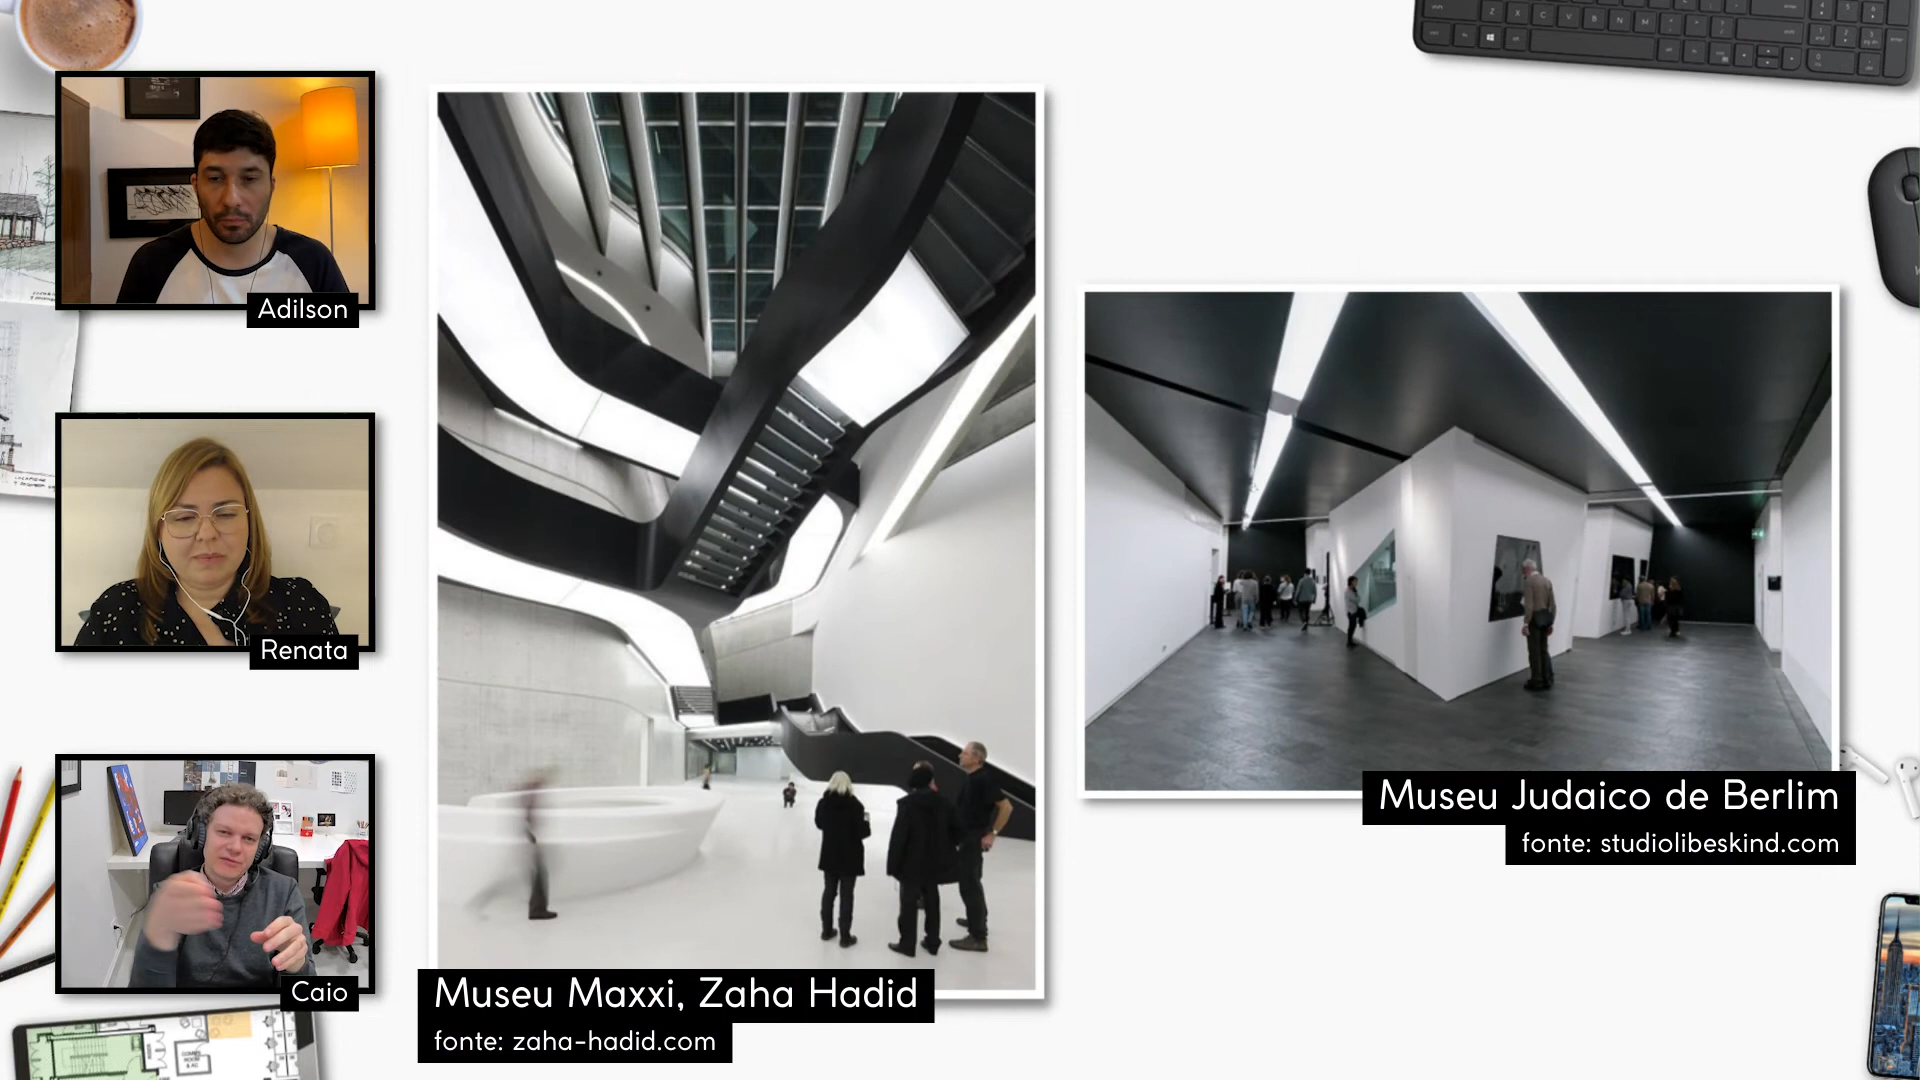 Adilson
Renata
Caio
Museu Maxxi, Zaha Hadid
fonte: zaha-hadid.com
Museu Judaico de Berlim
fonte: studiolibeskind.com